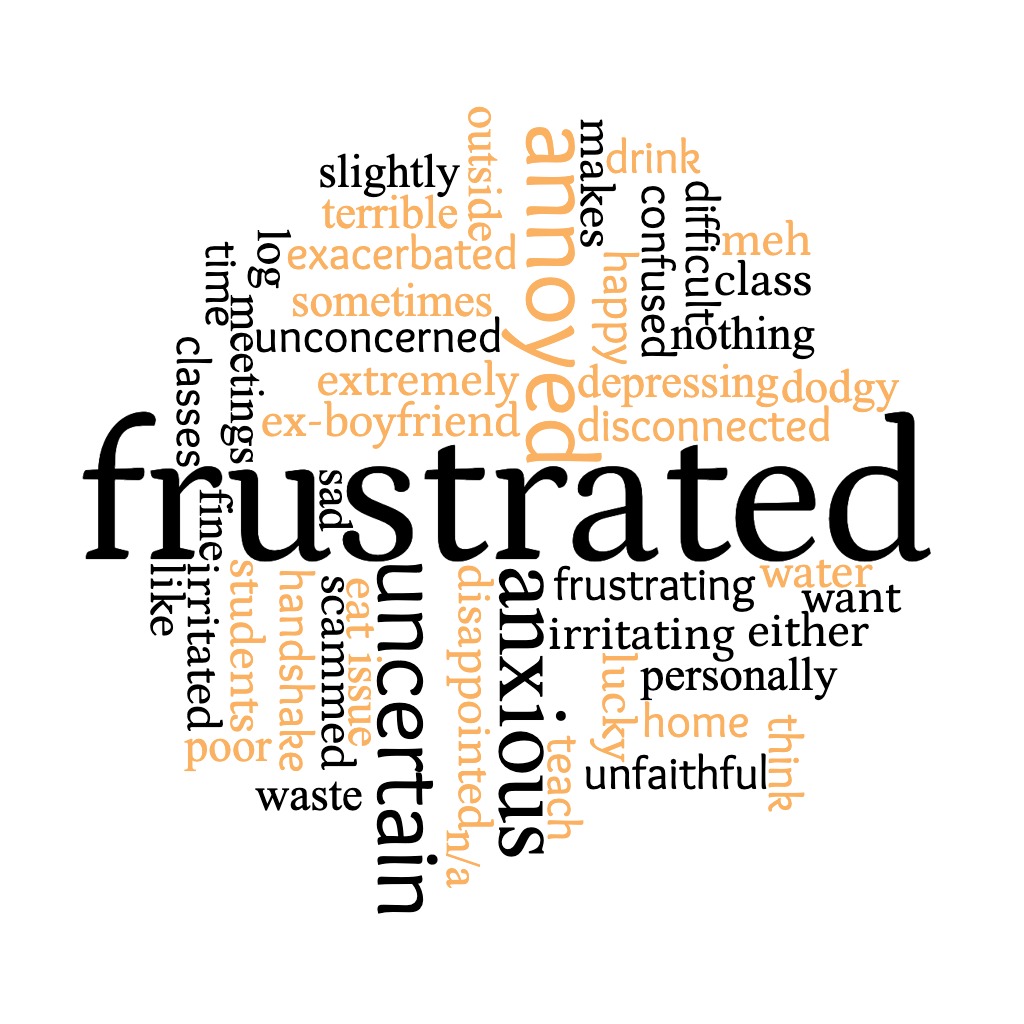 outside
annoyed
makes
drink
slightly
terrible
confused
difficult
log
exacerbated
meh
time
happy
class
sometimes
meetings
unconcerned
nothing
classes
extremely
depressing
dodgy
ex-boyfriend
disconnected
frustrated
sad
fine
like
irritated
students
handshake
scammed
eat
issue
uncertain
disappointed
anxious
frustrating
water
want
irritating
either
lucky
personally
poor
home
think
teach
unfaithful
waste
n/a